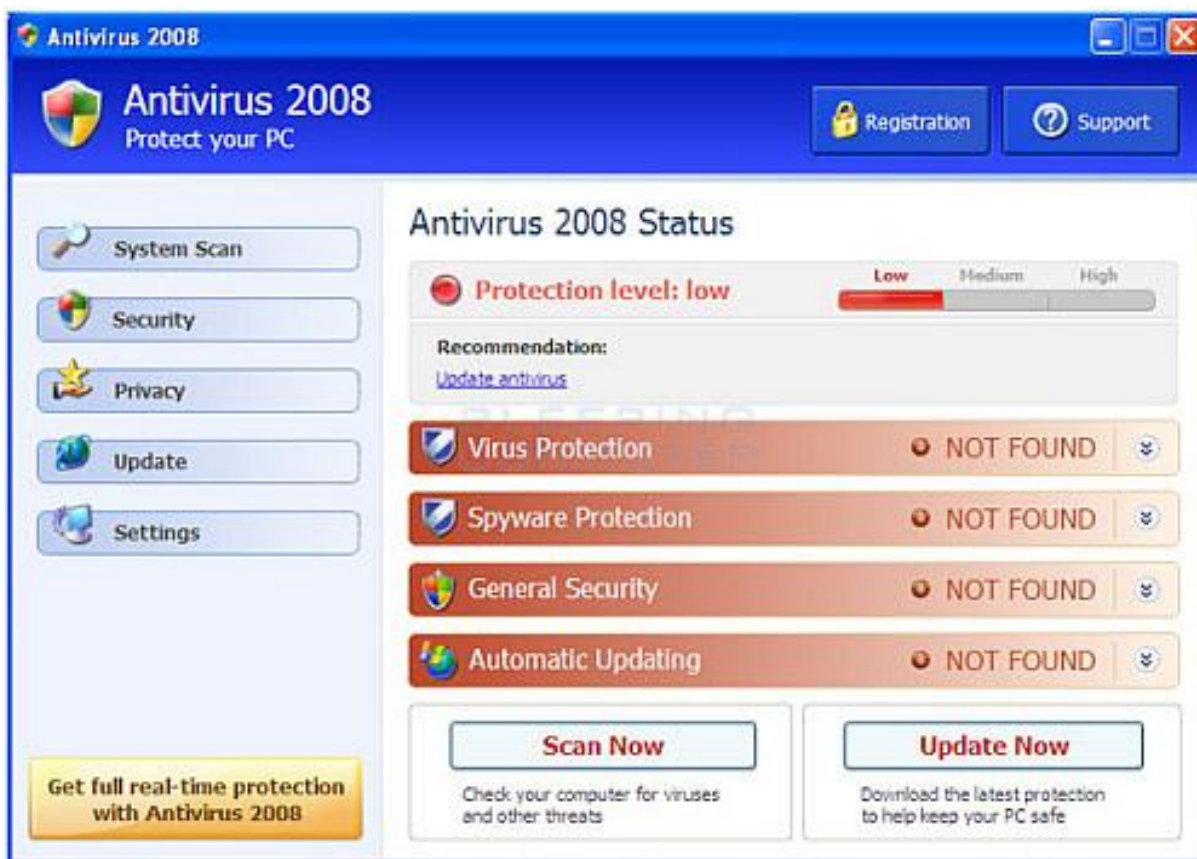 Antivirus 2008
Antivirus 2008
Protect your PC
Registration
Support
System Scan
Security
Privacy
Update
Settings
Get full real-time protection
with Antivirus 2008
Antivirus 2008 Status
Protection level: low
Low Medium High
Recommendation:
Update antivirus
BLEEPING
COMPUTER
Virus Protection NOT FOUND
Spyware Protection NOT FOUND
General Security NOT FOUND
Automatic Updating NOT FOUND
Scan Now
Check your computer for viruses
and other threats
Update Now
Download the latest protection
to help keep your PC safe